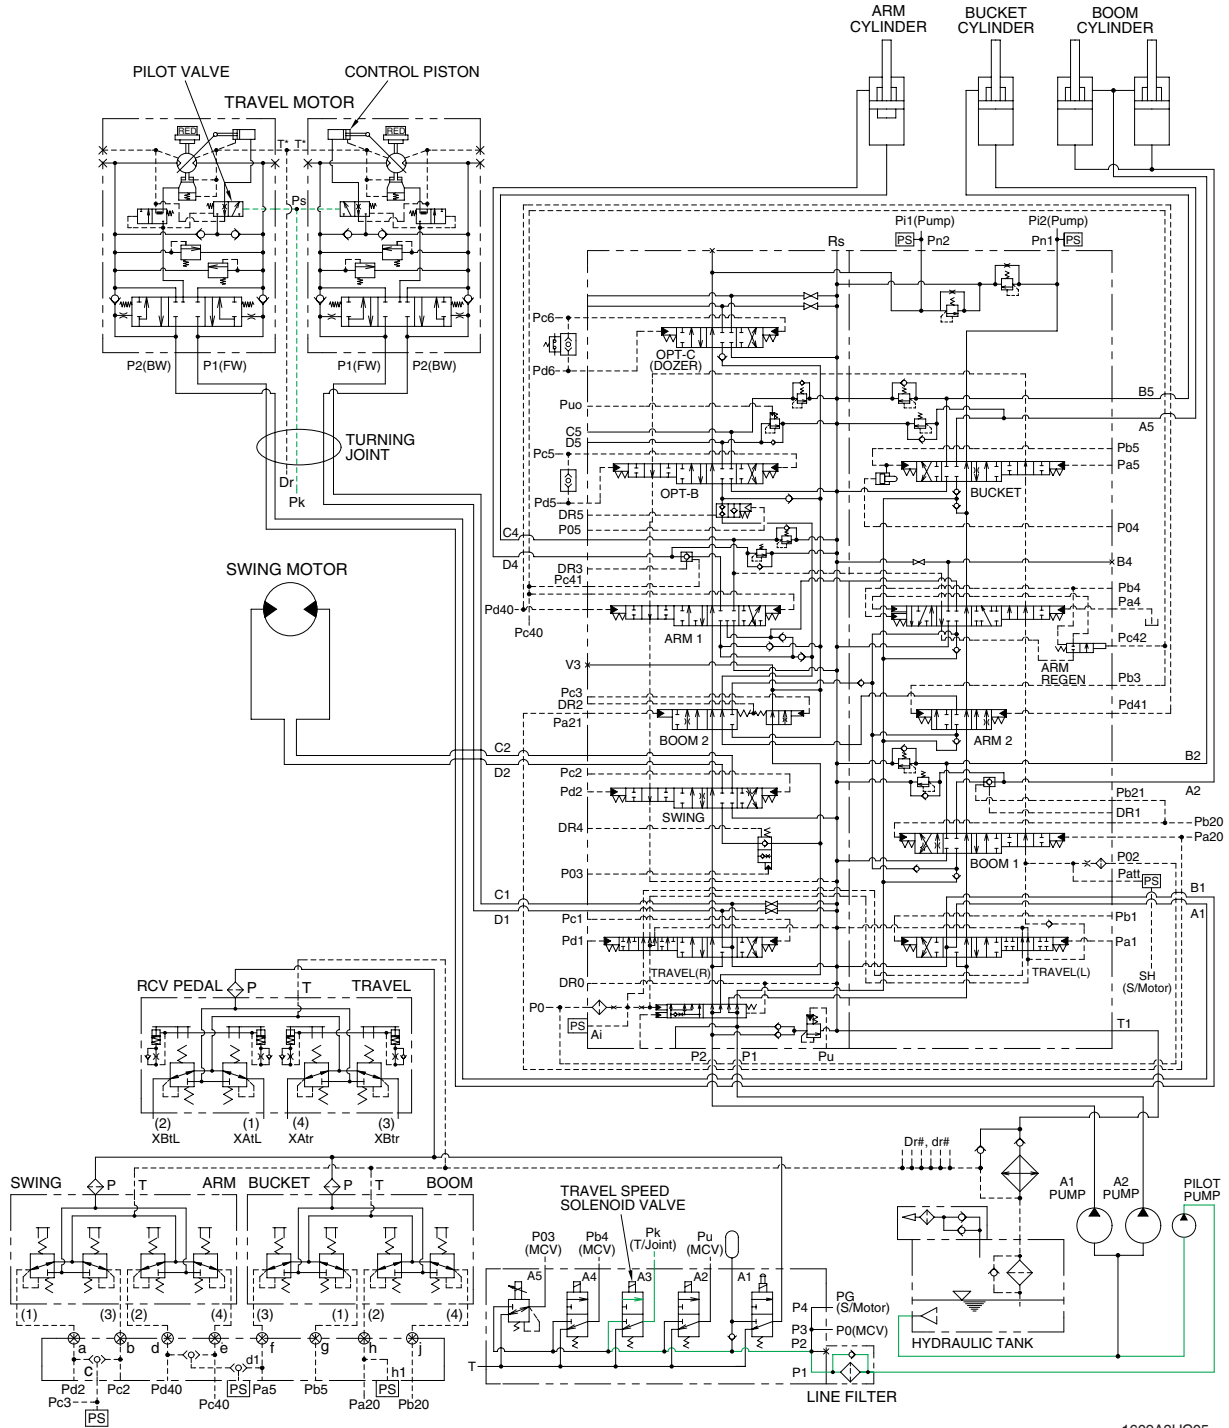 ARM
CYLINDER
BUCKET
CYLINDER
BOOM
CYLINDER
PILOT VALVE
CONTROL PISTON
TRAVEL MOTOR
RED
RED
T*
T*
Ps
P2(BW)
P1(FW)
P1(FW)
P2(BW)
TURNING
JOINT
Dr
Pk
SWING MOTOR
Pi1(Pump)
Pi2(Pump)
Rs
PS
Pn2
Pn1
PS
Pc6
Pd6
OPT-C
(DOZER)
Puo
C5
D5
Pc5
Pd5
OPT-B
B5
A5
Pb5
Pa5
BUCKET
DR5
P05
P04
C4
D4
DR3
Pc41
B4
Pb4
Pa4
Pd40
Pc40
ARM 1
Pc42
ARM
REGEN
V3
Pc3
DR2
Pa21
BOOM 2
Pb3
Pd41
ARM 2
C2
D2
B2
A2
Pc2
Pd2
SWING
Pb21
DR1
Pb20
Pa20
DR4
BOOM 1
P02
P03
Patt
PS
C1
D1
B1
A1
Pc1
Pd1
Pb1
Pa1
TRAVEL(R)
TRAVEL(L)
DR0
SH
(S/Motor)
P0
PS
Ai
T1
P2
P1
Pu
RCV PEDAL
P
T
TRAVEL
(2)
XBtL
(1)
XAtL
(4)
XAtr
(3)
XBtr
Dr#, dr#
SWING
P
T
ARM
BUCKET
P
T
BOOM
A1
PUMP
A2
PUMP
PILOT
PUMP
TRAVEL SPEED
SOLENOID VALVE
P03
(MCV)
Pb4
(MCV)
Pk
(T/Joint)
Pu
(MCV)
A5
A4
A3
A2
A1
PG
(S/Motor)
P4
P3
P0(MCV)
P2
P1
T
LINE FILTER
HYDRAULIC TANK
(1)
(3)
(2)
(4)
(3)
(1)
(2)
(4)
a
b
d
e
f
g
h
j
c
d1
h1
Pd2
Pc2
Pd40
PS
Pa5
Pb5
PS
Pc3
Pc40
Pa20
Pb20
PS